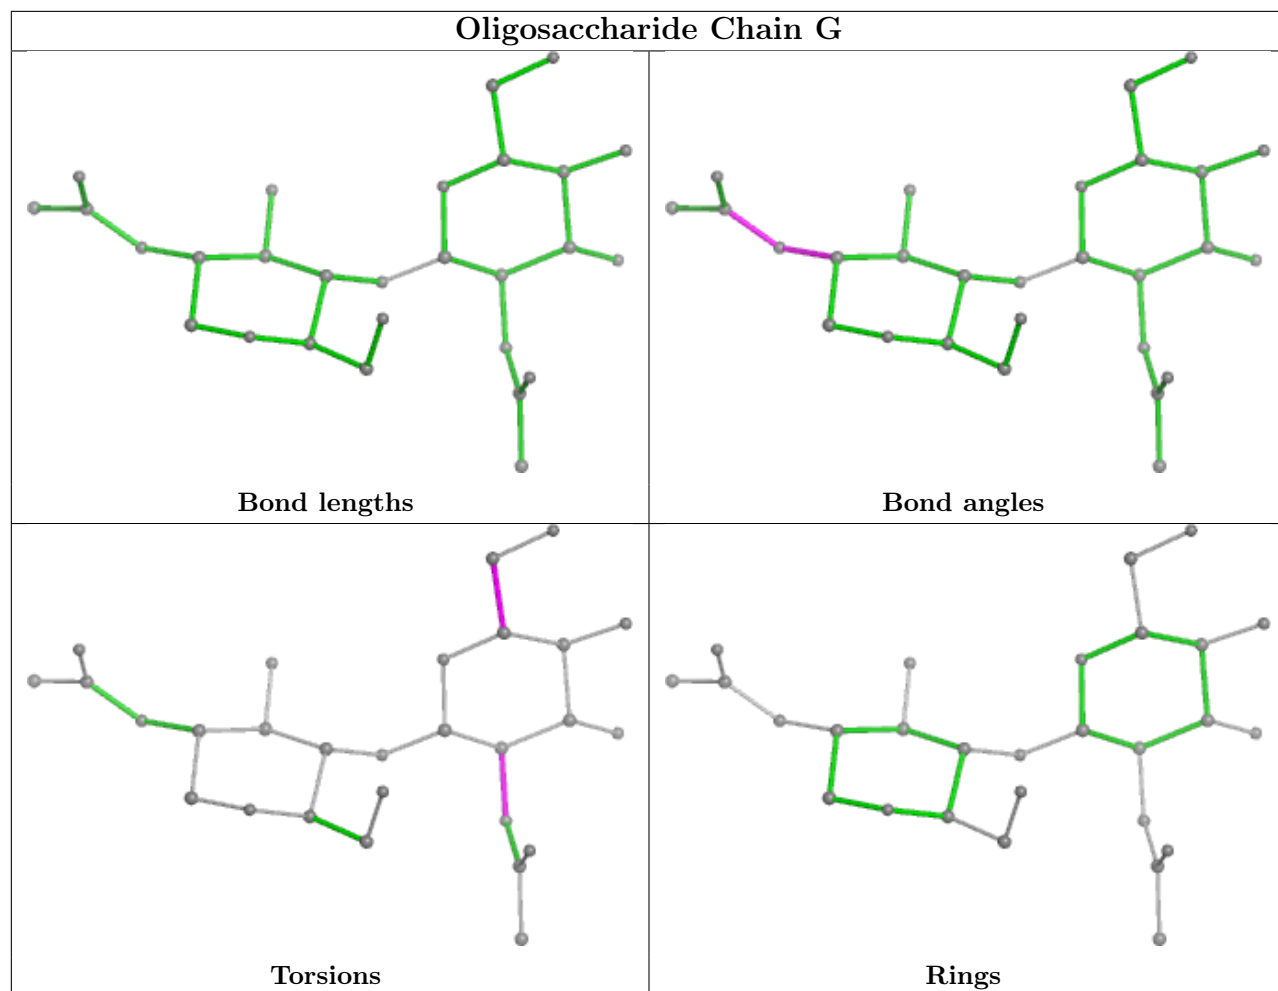 Oligosaccharide Chain G
Bond lengths
Bond angles
Torsions
Rings